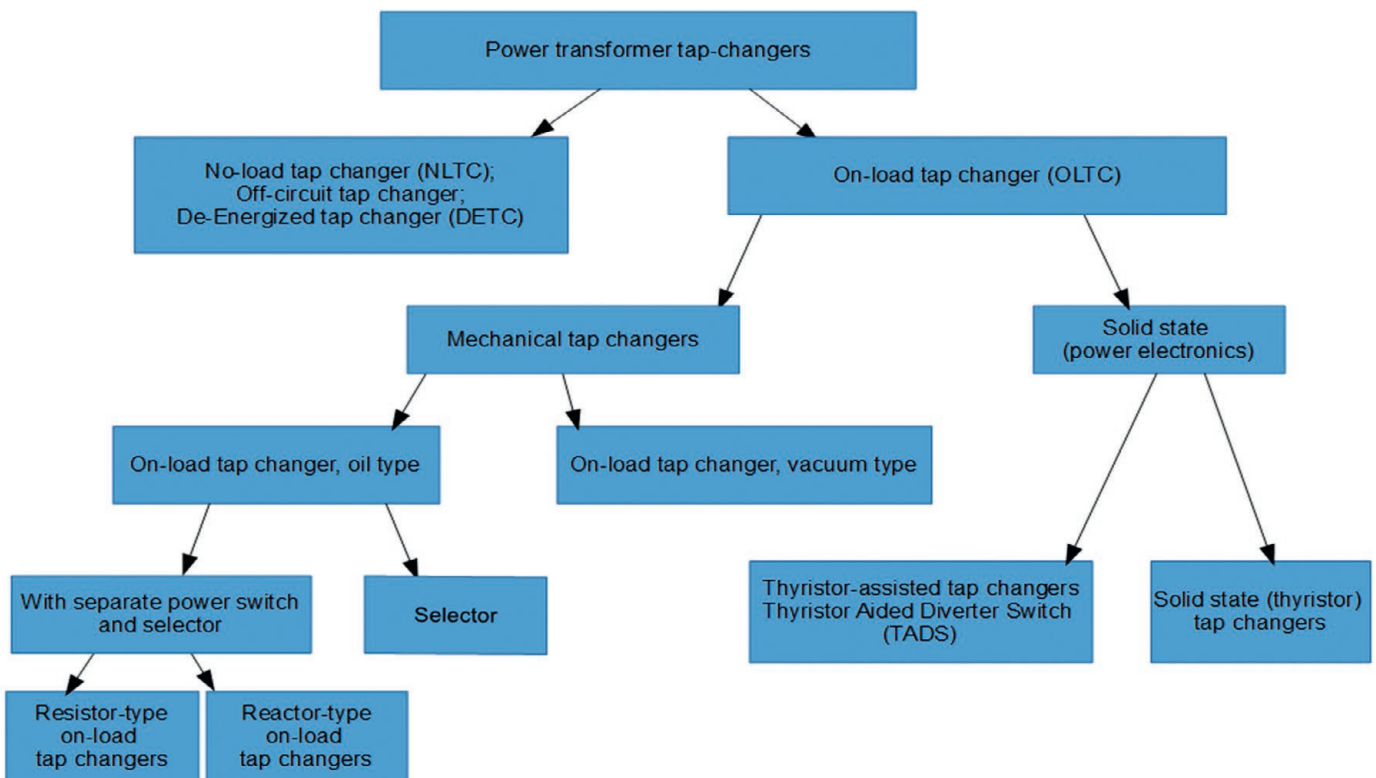 Power transformer tap-changers
No-load tap changer (NLTC);
Off-circuit tap changer;
De-Energized tap changer (DETC)
On-load tap changer (OLTC)
Mechanical tap changers
Solid state
(power electronics)
On-load tap changer, oil type
On-load tap changer, vacuum type
With separate power switch
and selector
Selector
Thyristor-assisted tap changers
Thyristor Aided Diverter Switch
(TADS)
Solid state (thyristor)
tap changers
Resistor-type
on-load
tap changers
Reactor-type
on-load
tap changers